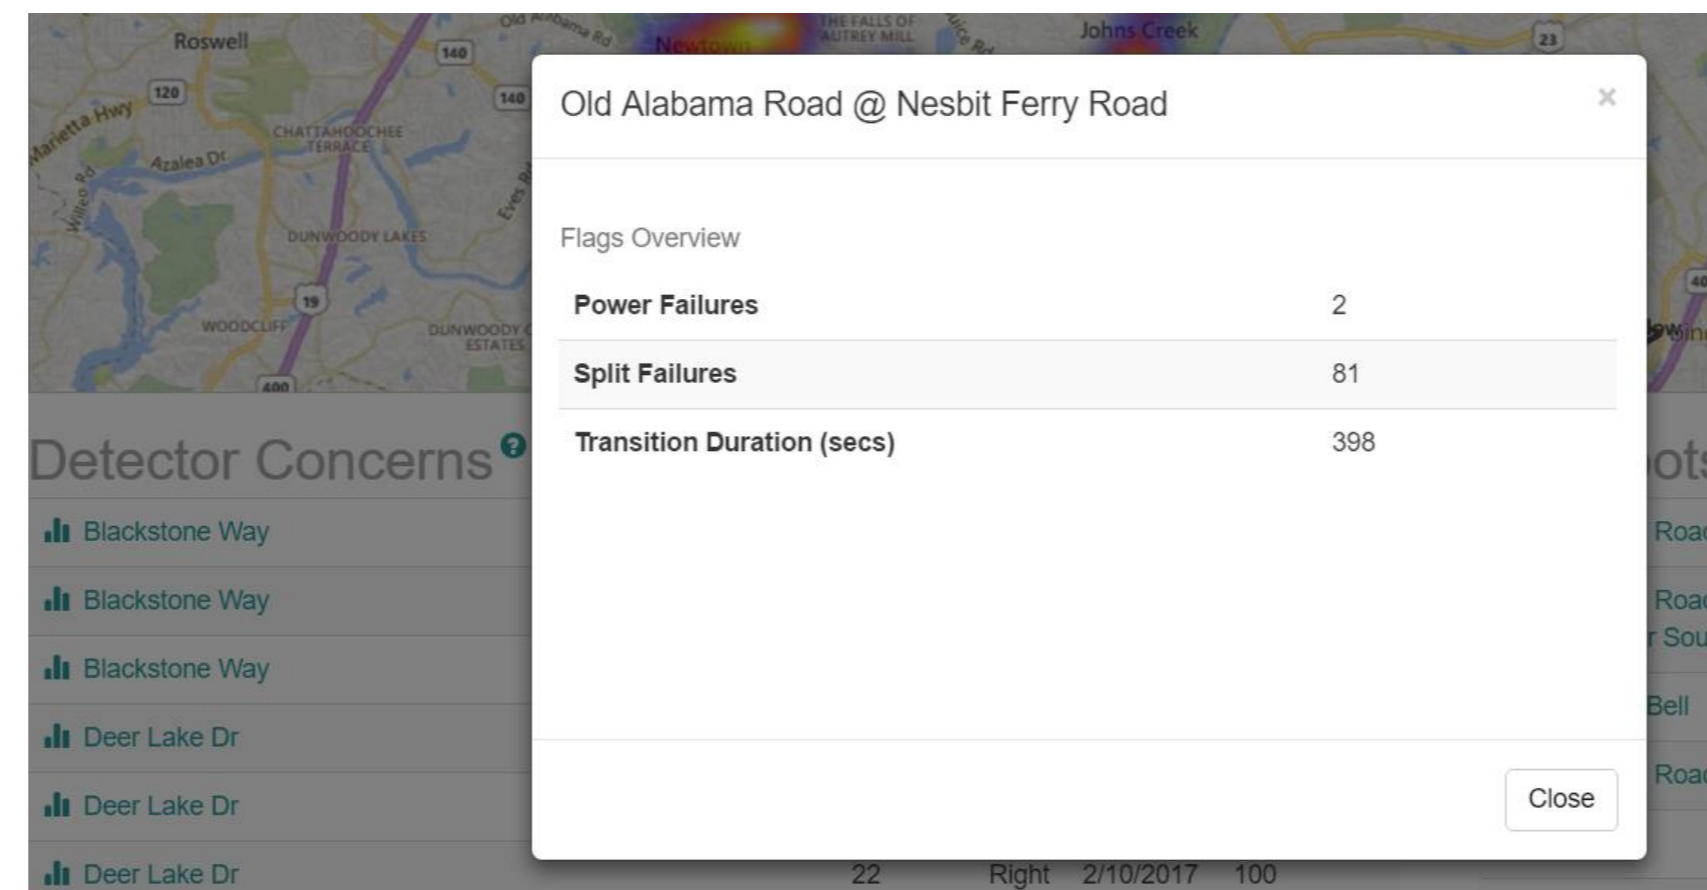 Roswell
140
Old Alabama Rd
Newtown
THE FALLS OF
AUTREY MILL
Johns Creek
23
120
140
Marietta Hwy
CHATTAHOOCHEE
TERRACE
Azalea Dr
Willeo Rd
Eves Rd
DUNWOODY LAKES
19
WOODCLIFF
DUNWOODY
ESTATES
400
Old Alabama Road @ Nesbit Ferry Road
×
Flags Overview
Power Failures 2
Split Failures 81
Transition Duration (secs) 398
Close
Detector Concerns ?
Blackstone Way
Blackstone Way
Blackstone Way
Deer Lake Dr
Deer Lake Dr
Deer Lake Dr 22 Right 2/10/2017 100
Bell